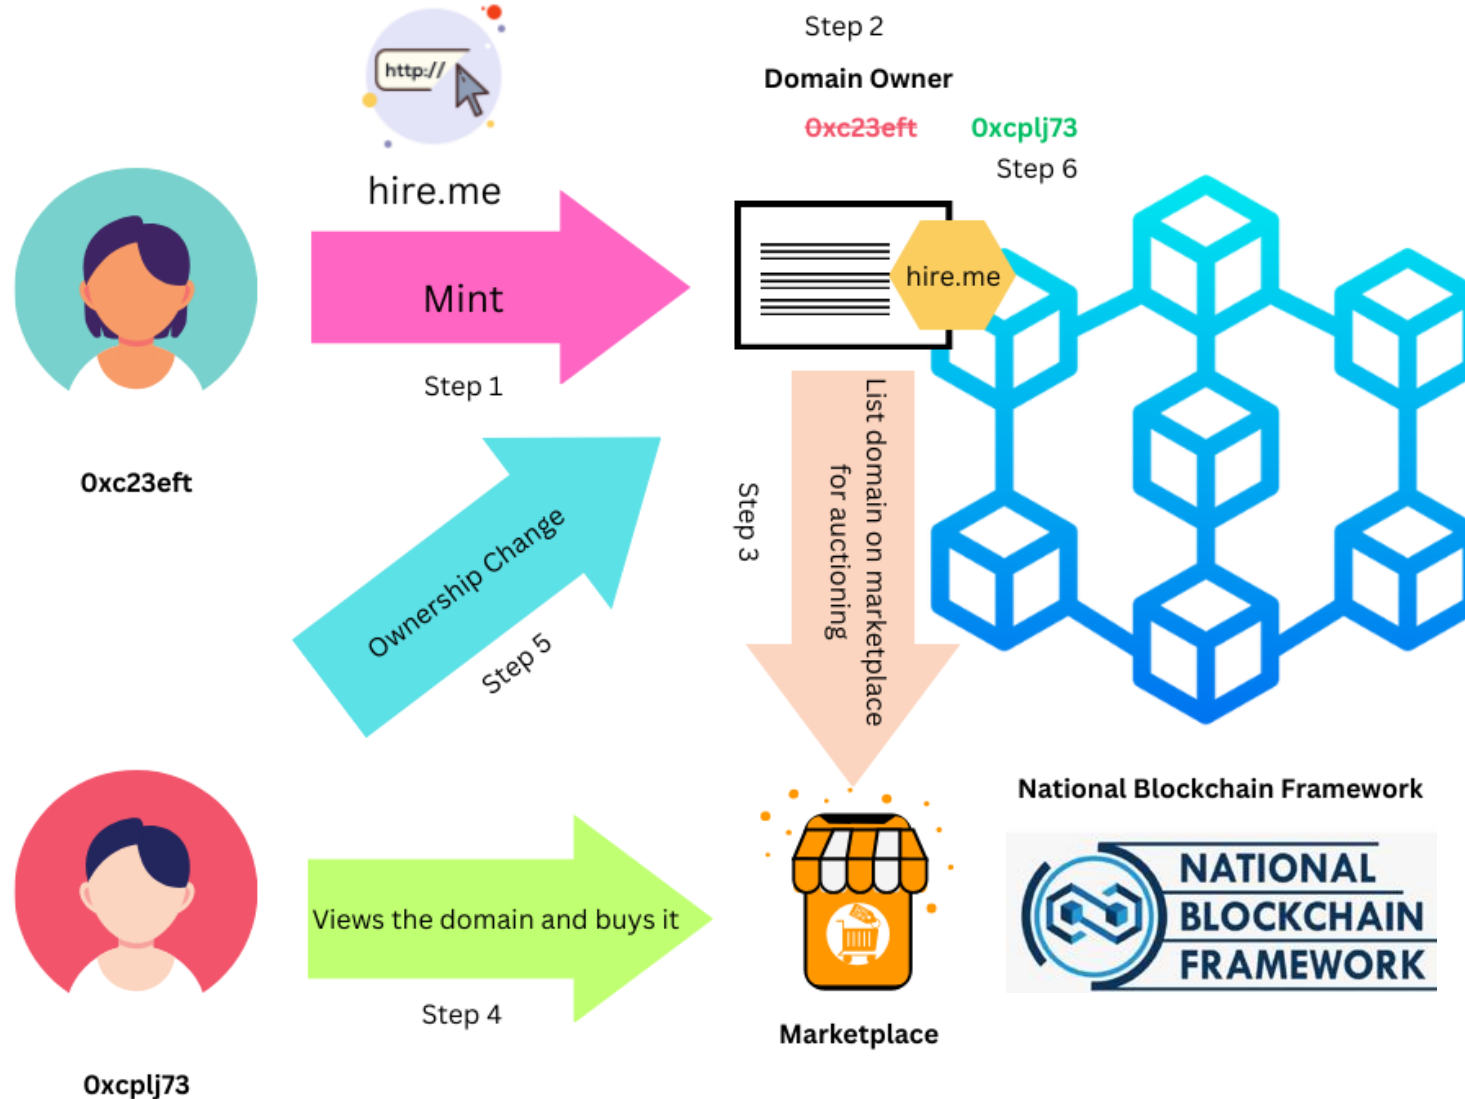 http://
hire.me
Mint
Step 1
0xc23eft
Step 2
Domain Owner
0xc23eft 0xcplj73
Step 6
hire.me
List domain on marketplace
for auctioning
Step 3
Ownership Change
Step 5
Views the domain and buys it
Step 4
0xcplj73
Marketplace
National Blockchain Framework
NATIONAL
BLOCKCHAIN
FRAMEWORK